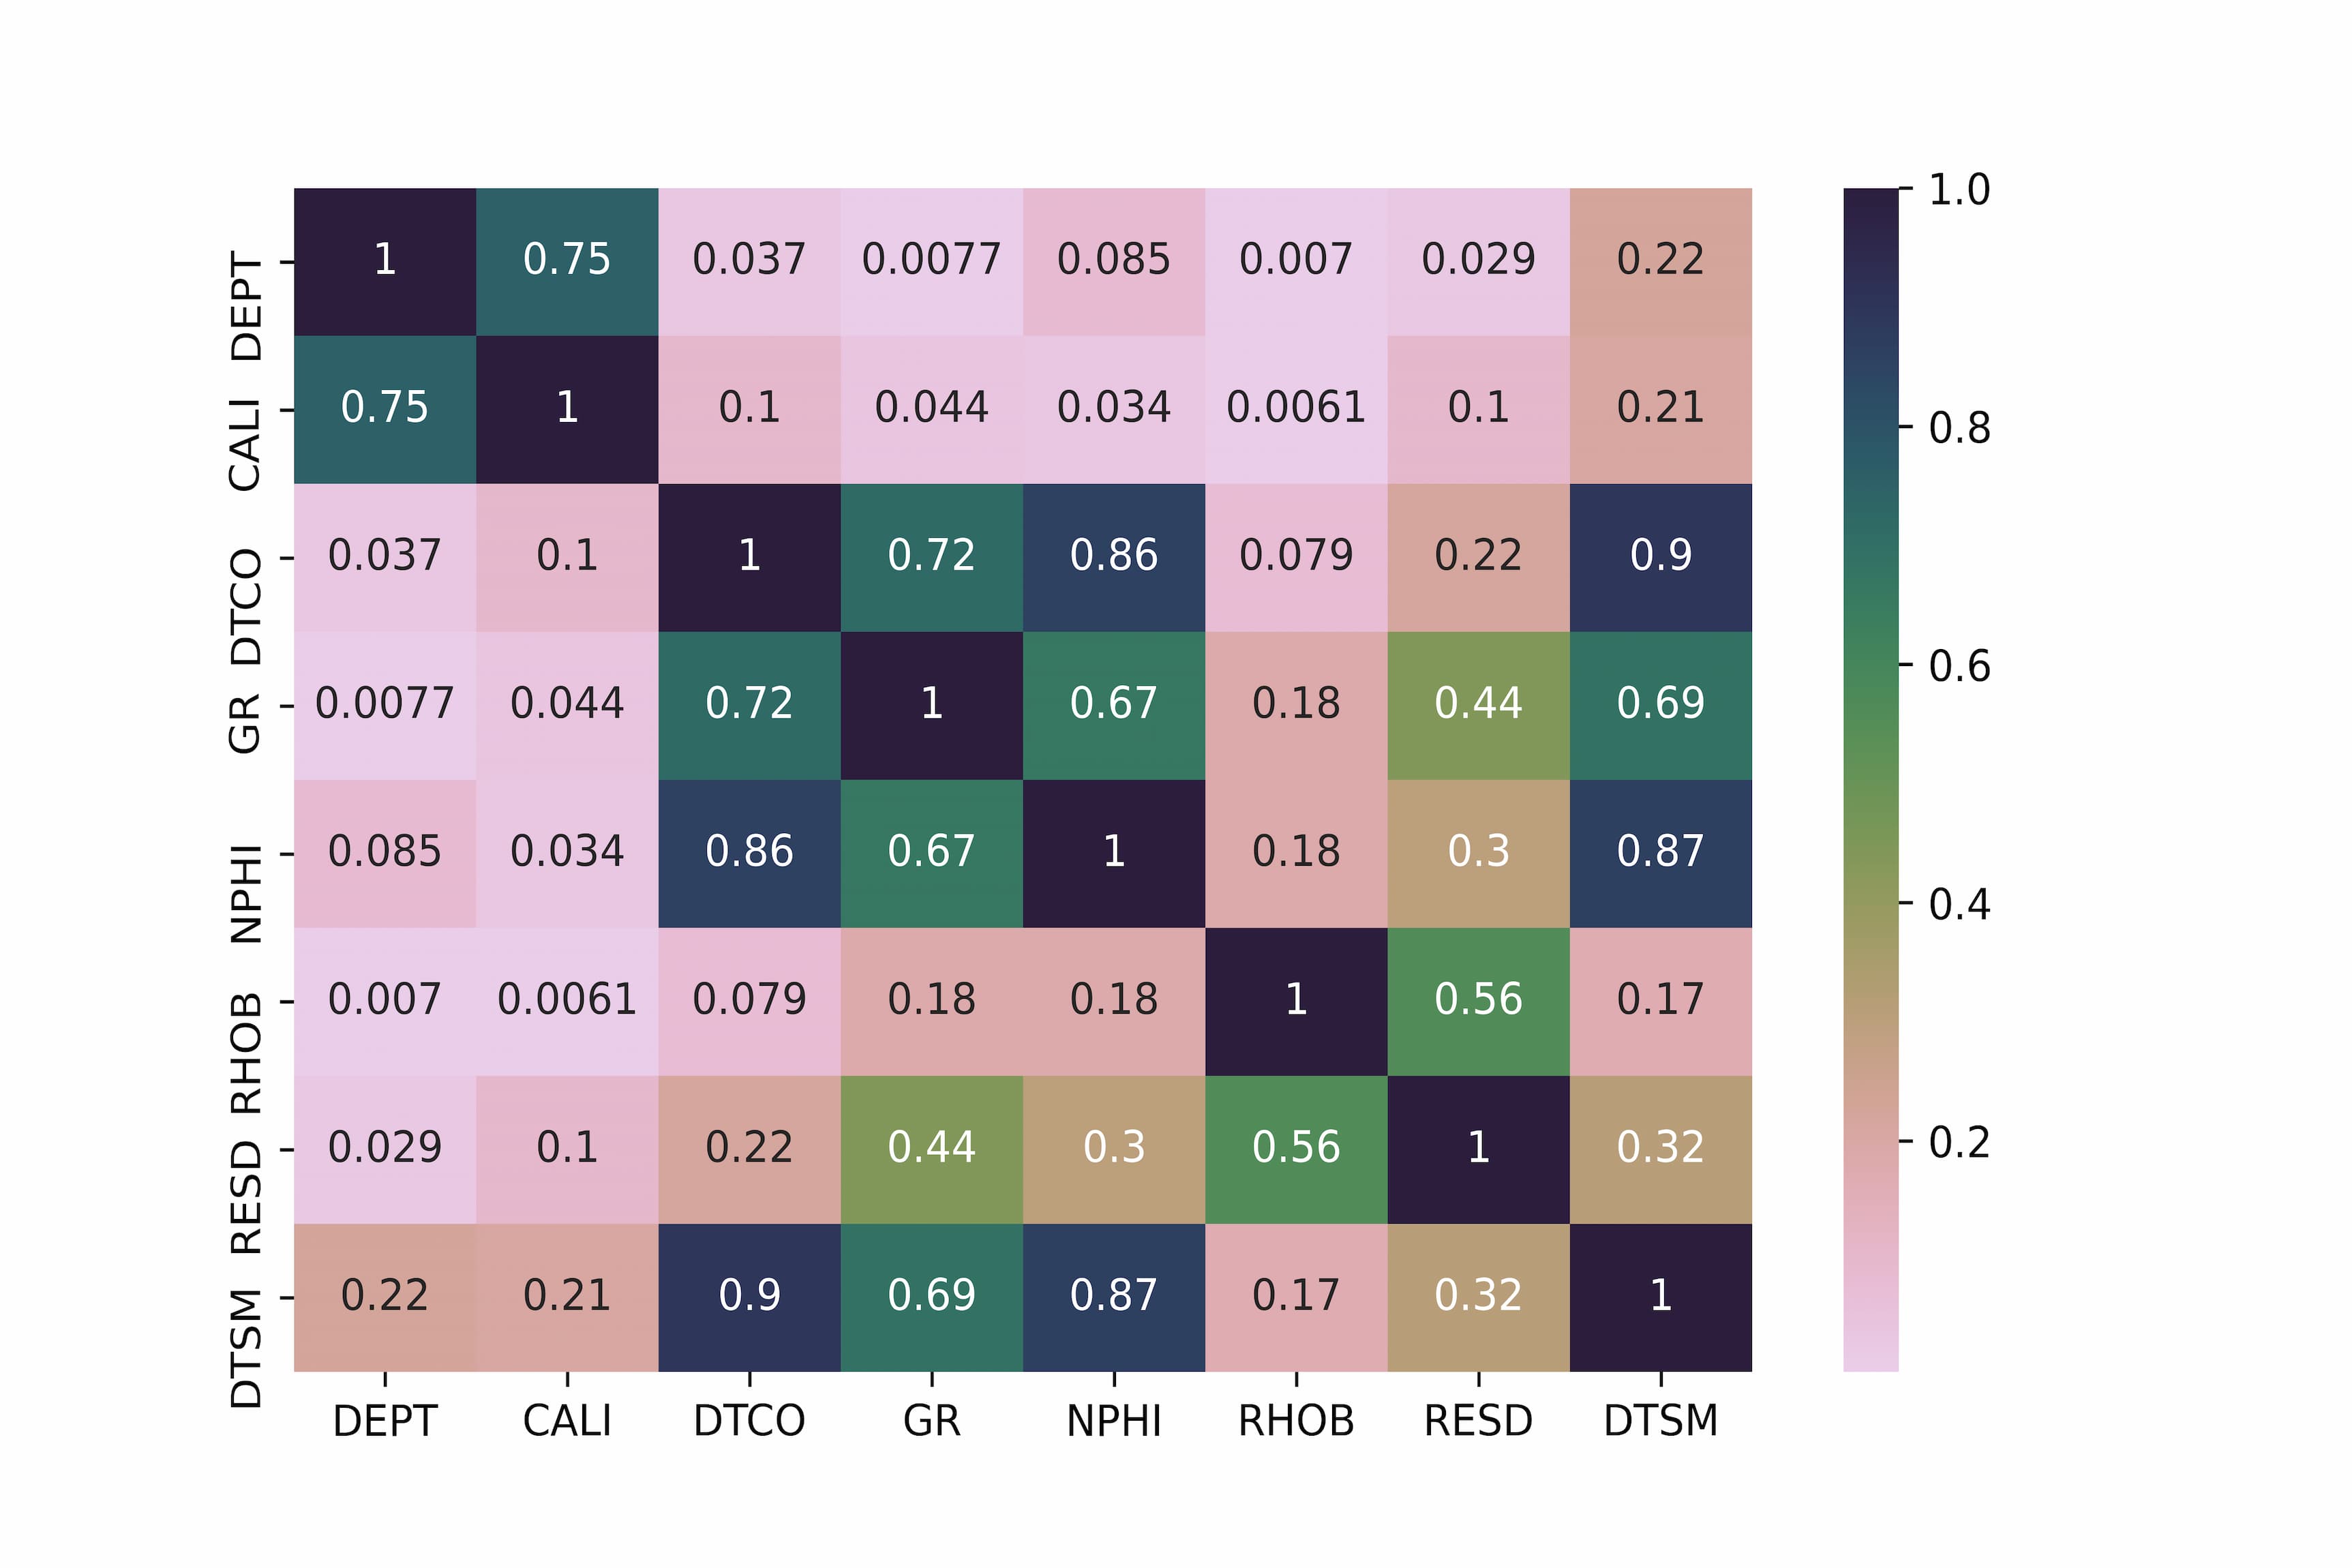 DEPT 1 0.75 0.037 0.0077 0.085 0.007 0.029 0.22
CALI 0.75 1 0.1 0.044 0.034 0.0061 0.1 0.21
DTCO 0.037 0.1 1 0.72 0.86 0.079 0.22 0.9
GR 0.0077 0.044 0.72 1 0.67 0.18 0.44 0.69
NPHI 0.085 0.034 0.86 0.67 1 0.18 0.3 0.87
RHOB 0.007 0.0061 0.079 0.18 0.18 1 0.56 0.17
RESD 0.029 0.1 0.22 0.44 0.3 0.56 1 0.32
DTSM 0.22 0.21 0.9 0.69 0.87 0.17 0.32 1
DEPT CALI DTCO GR NPHI RHOB RESD DTSM
1.0
0.8
0.6
0.4
0.2